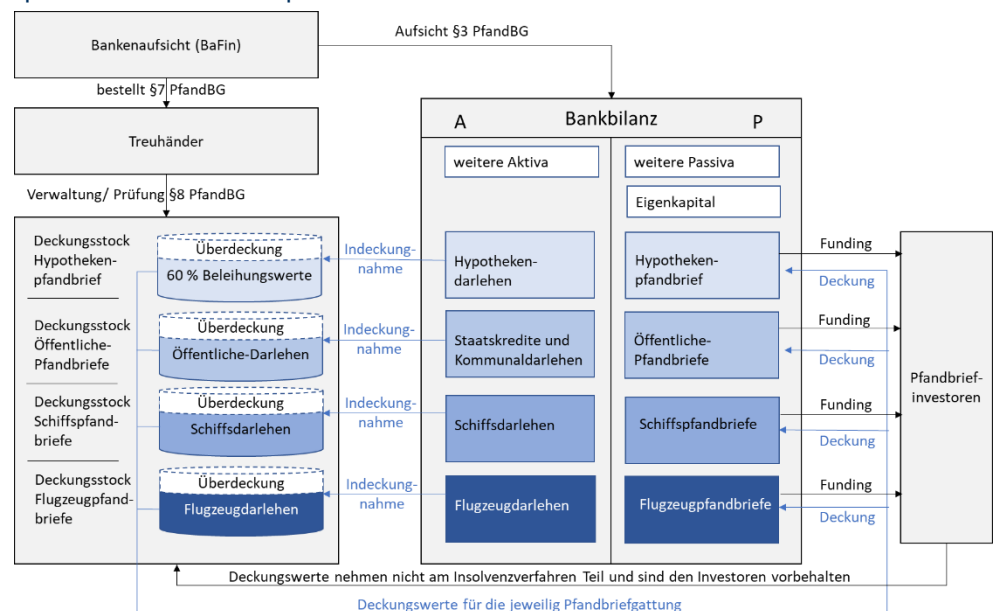 Bankenaufsicht (BaFin)
Aufsicht §3 PfandBG
bestellt §7 PfandBG
Treuhänder
Verwaltung/ Prüfung §8 PfandBG
A
Bankbilanz
P
weitere Aktiva
weitere Passiva
Eigenkapital
Deckungsstock
Hypotheken-
pfandbrief
Überdeckung
60 % Beleihungswerte
Indeckung-
nahme
Hypotheken-
darlehen
Hypotheken-
pfandbrief
Funding
Deckung
Deckungsstock
Öffentliche-
Pfandbriefe
Überdeckung
Öffentliche-Darlehen
Indeckung-
nahme
Staatskredite und
Kommunaldarlehen
Öffentliche-
Pfandbriefe
Funding
Deckung
Pfandbrief-
investoren
Deckungsstock
Schiffspfand-
briefe
Überdeckung
Schiffsdarlehen
Indeckung-
nahme
Schiffsdarlehen
Schiffspfandbriefe
Funding
Deckung
Deckungsstock
Flugzeugpfand-
briefe
Überdeckung
Flugzeugdarlehen
Indeckung-
nahme
Flugzeugdarlehen
Flugzeugpfandbriefe
Funding
Deckung
Deckungswerte nehmen nicht am Insolvenzverfahren Teil und sind den Investoren vorbehalten
Deckungswerte für die jeweilig Pfandbriefgattung